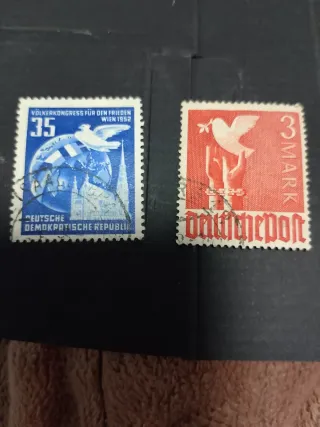 VÖLKERKONGRESS FÜR DEN FRIEDEN
WIEN 1952
35
DEUTSCHE
DEMOKRATISCHE REPUBLIK
3 MARK
Deutsche Post